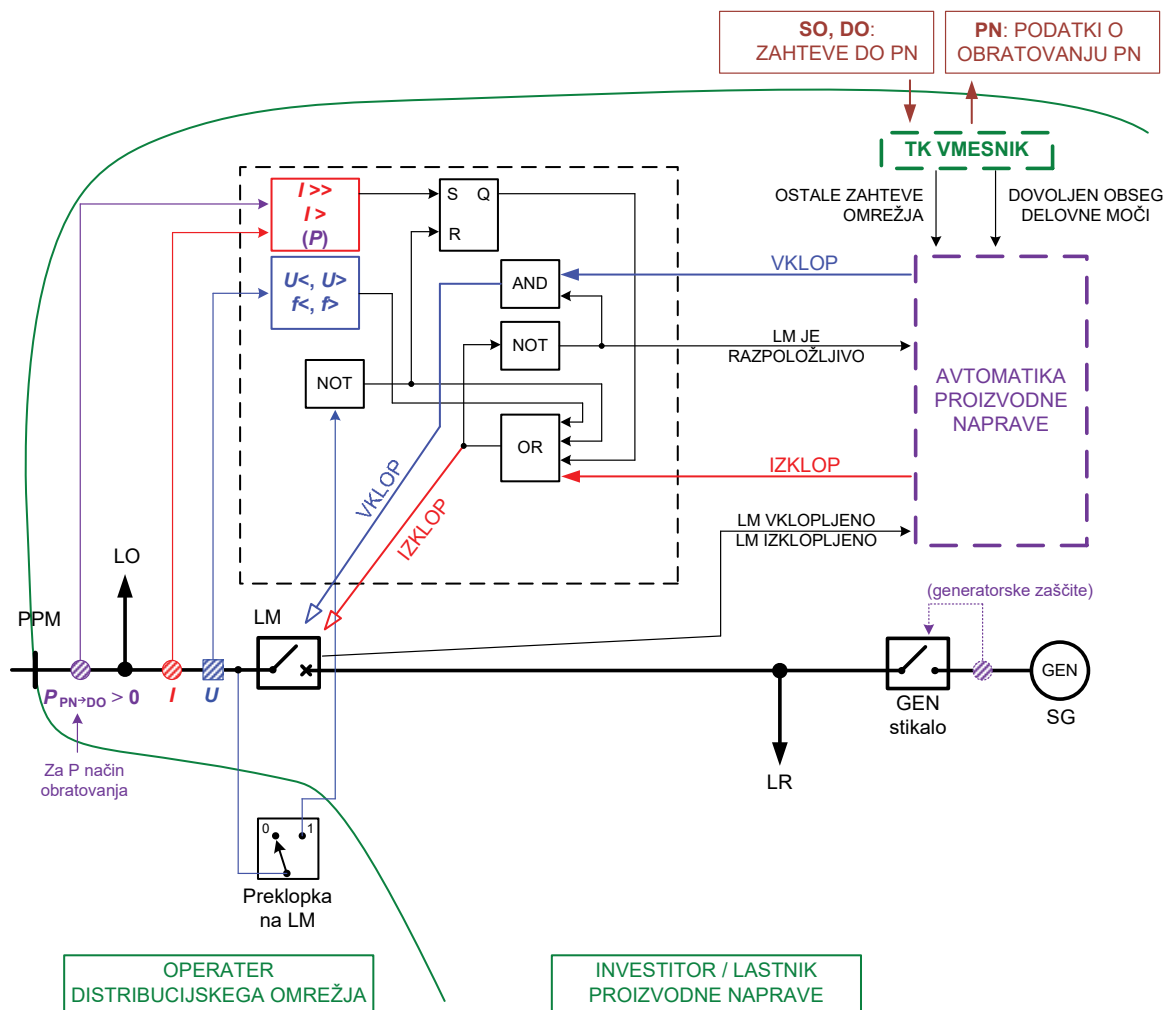 SO, DO:
ZAHTEVE DO PN
PN: PODATKI O
OBRATOVANJU PN
TK VMESNIK
OSTALE ZAHTEVE
OMREŽJA
DOVOLJEN OBSEG
DELOVNE MOČI
I >>
I >
(P)
S Q
R
U<, U>
f<, f>
AND
VKLOP
NOT
LM JE
RAZPOLOŽLJIVO
NOT
AVTOMATIKA
PROIZVODNE
NAPRAVE
OR
IZKLOP
VKLOP
IZKLOP
LM VKLOPLJENO
LM IZKLOPLJENO
LO
PPM
LM
(generatorske zaščite)
P PN→DO > 0
I
U
GEN
stikalo
GEN
SG
Za P način
obratovanja
LR
0 1
Preklopka
na LM
OPERATER
DISTRIBUCIJSKEGA OMREŽJA
INVESTITOR / LASTNIK
PROIZVODNE NAPRAVE